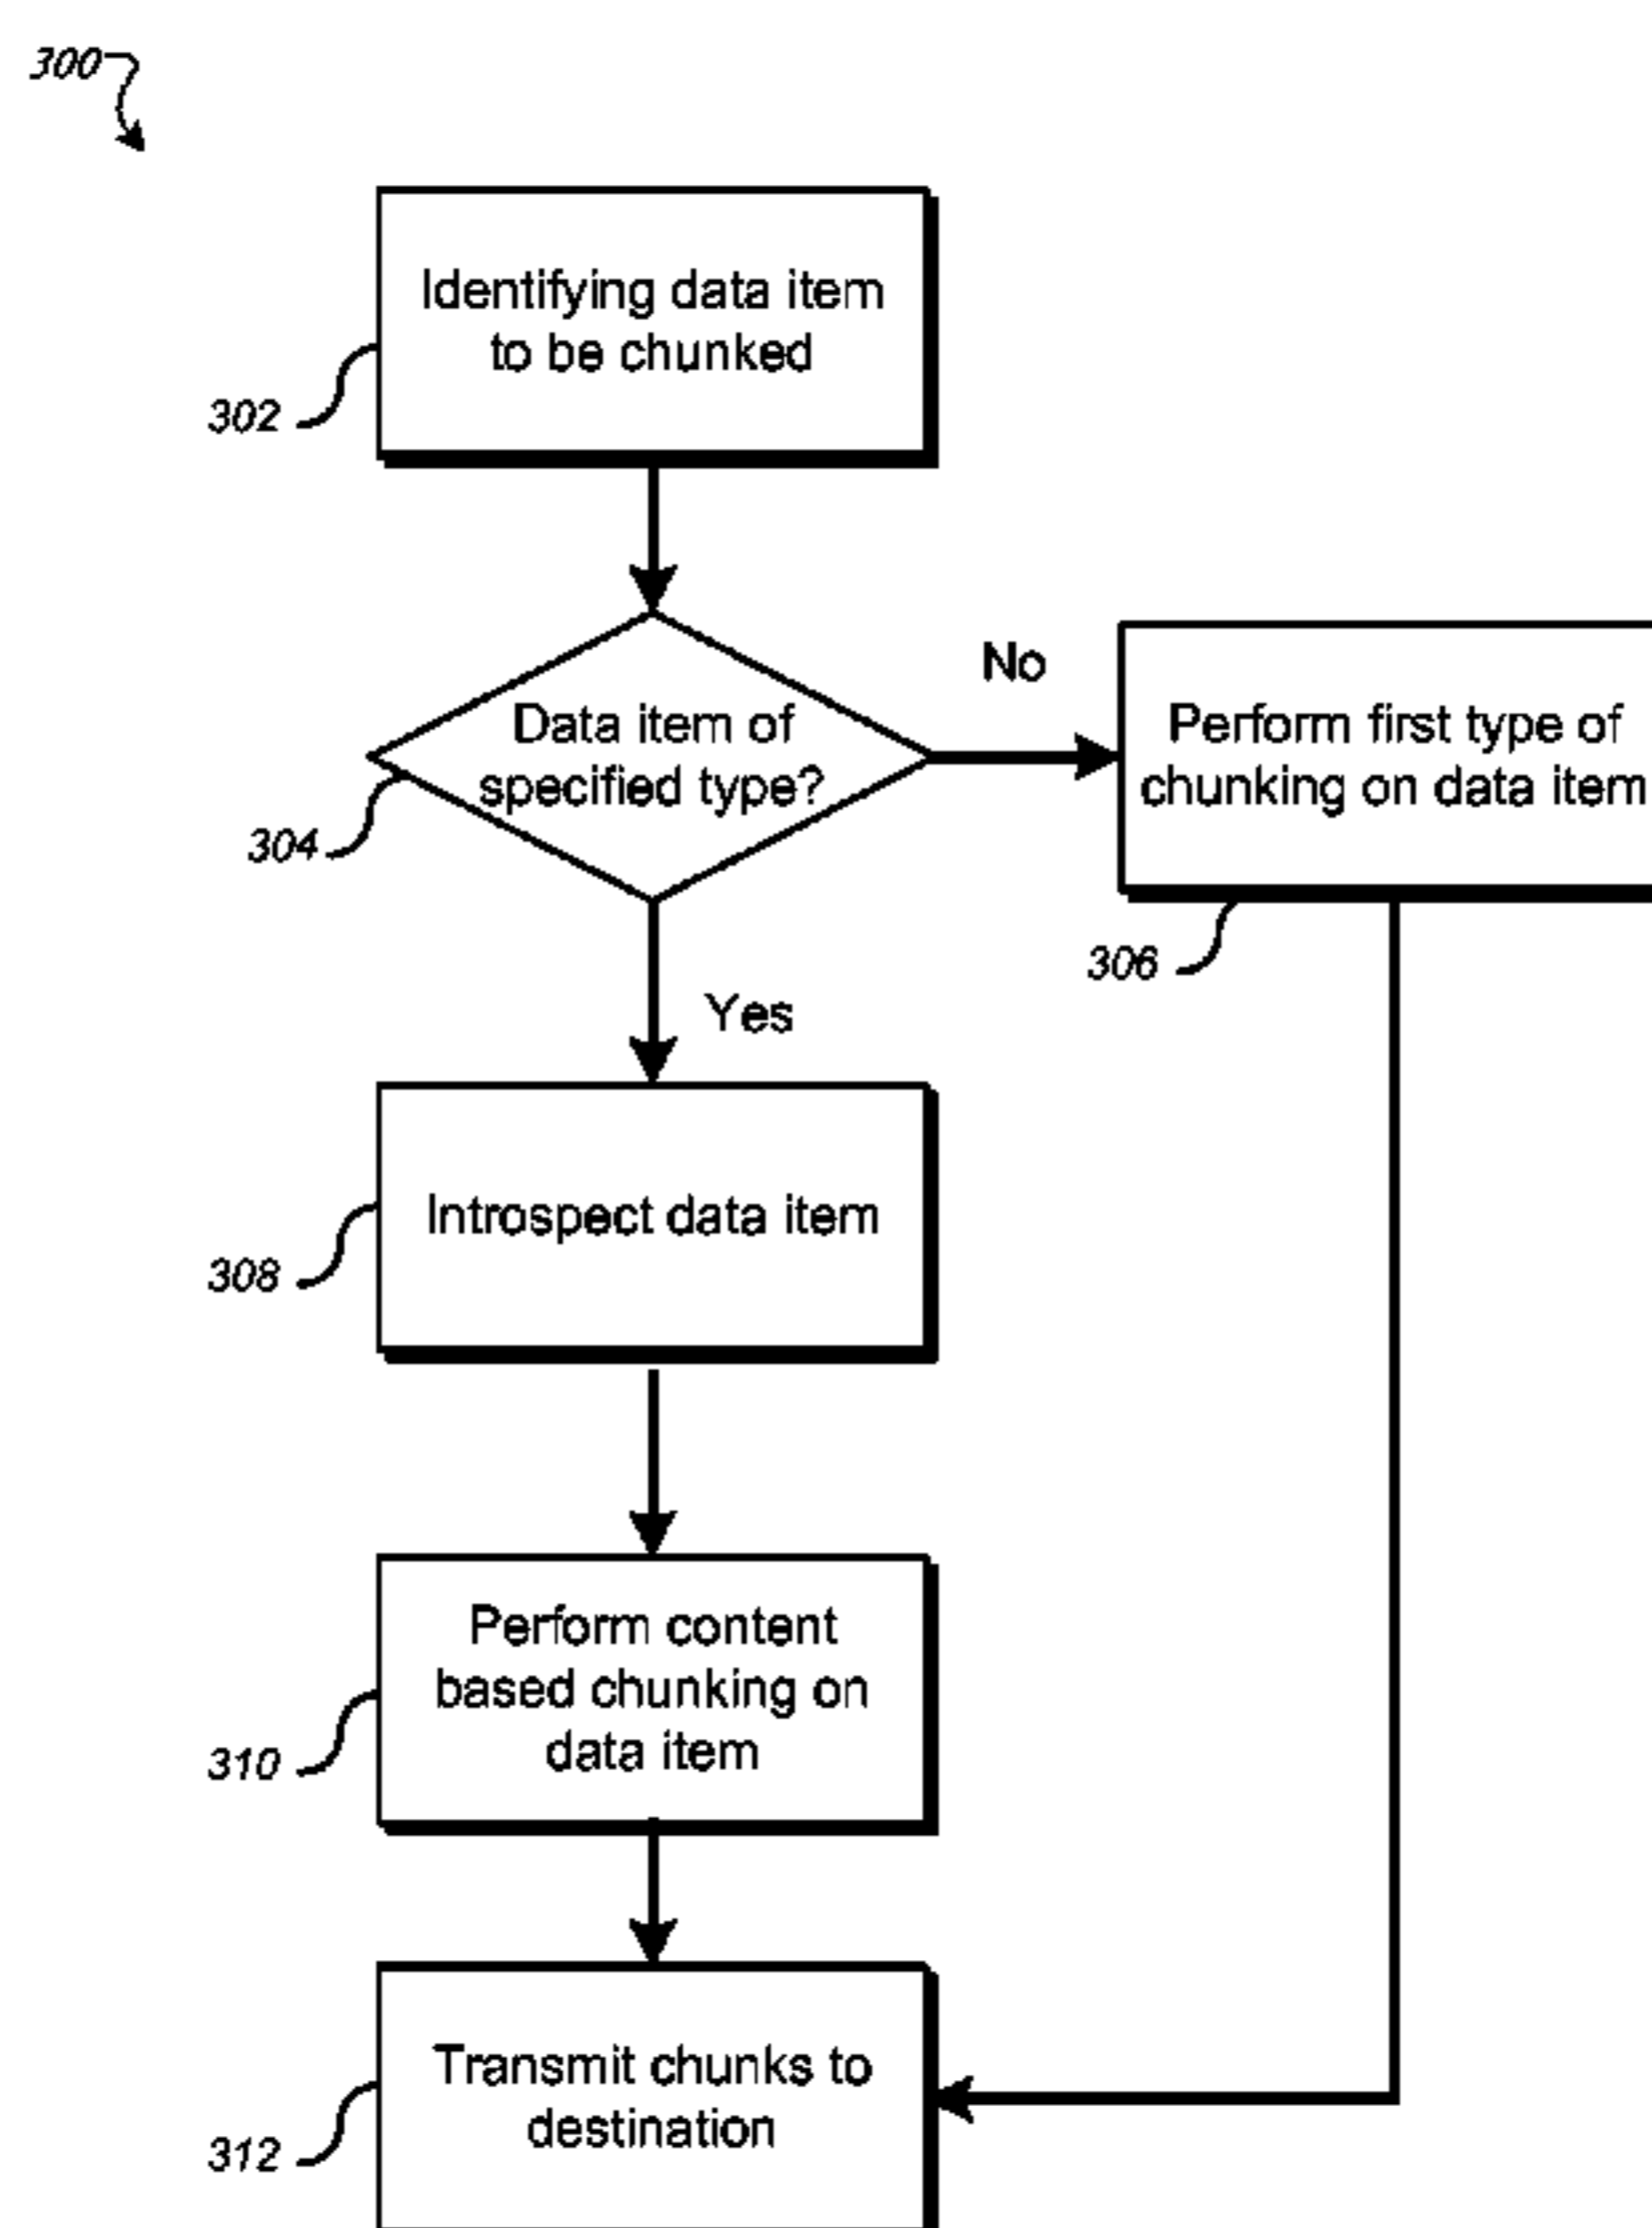 300
Identifying data item
to be chunked
302
Data item of
specified type?
304
No
Perform first type of
chunking on data item
306
Yes
Introspect data item
308
Perform content
based chunking on
data item
310
Transmit chunks to
destination
312